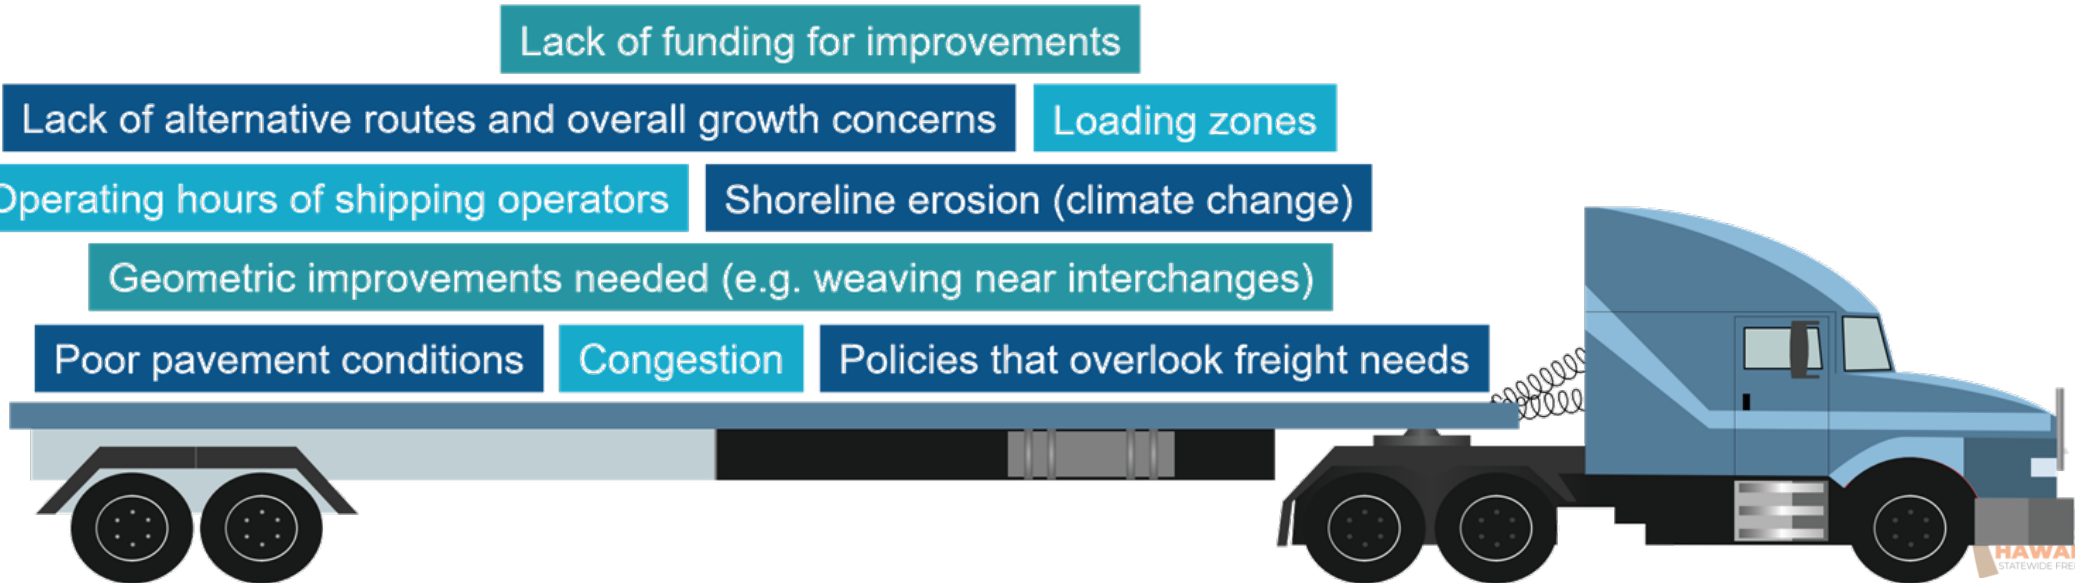 Lack of funding for improvements
Lack of alternative routes and overall growth concerns
Loading zones
Operating hours of shipping operators
Shoreline erosion (climate change)
Geometric improvements needed (e.g. weaving near interchanges)
Poor pavement conditions
Congestion
Policies that overlook freight needs
STATEWIDE